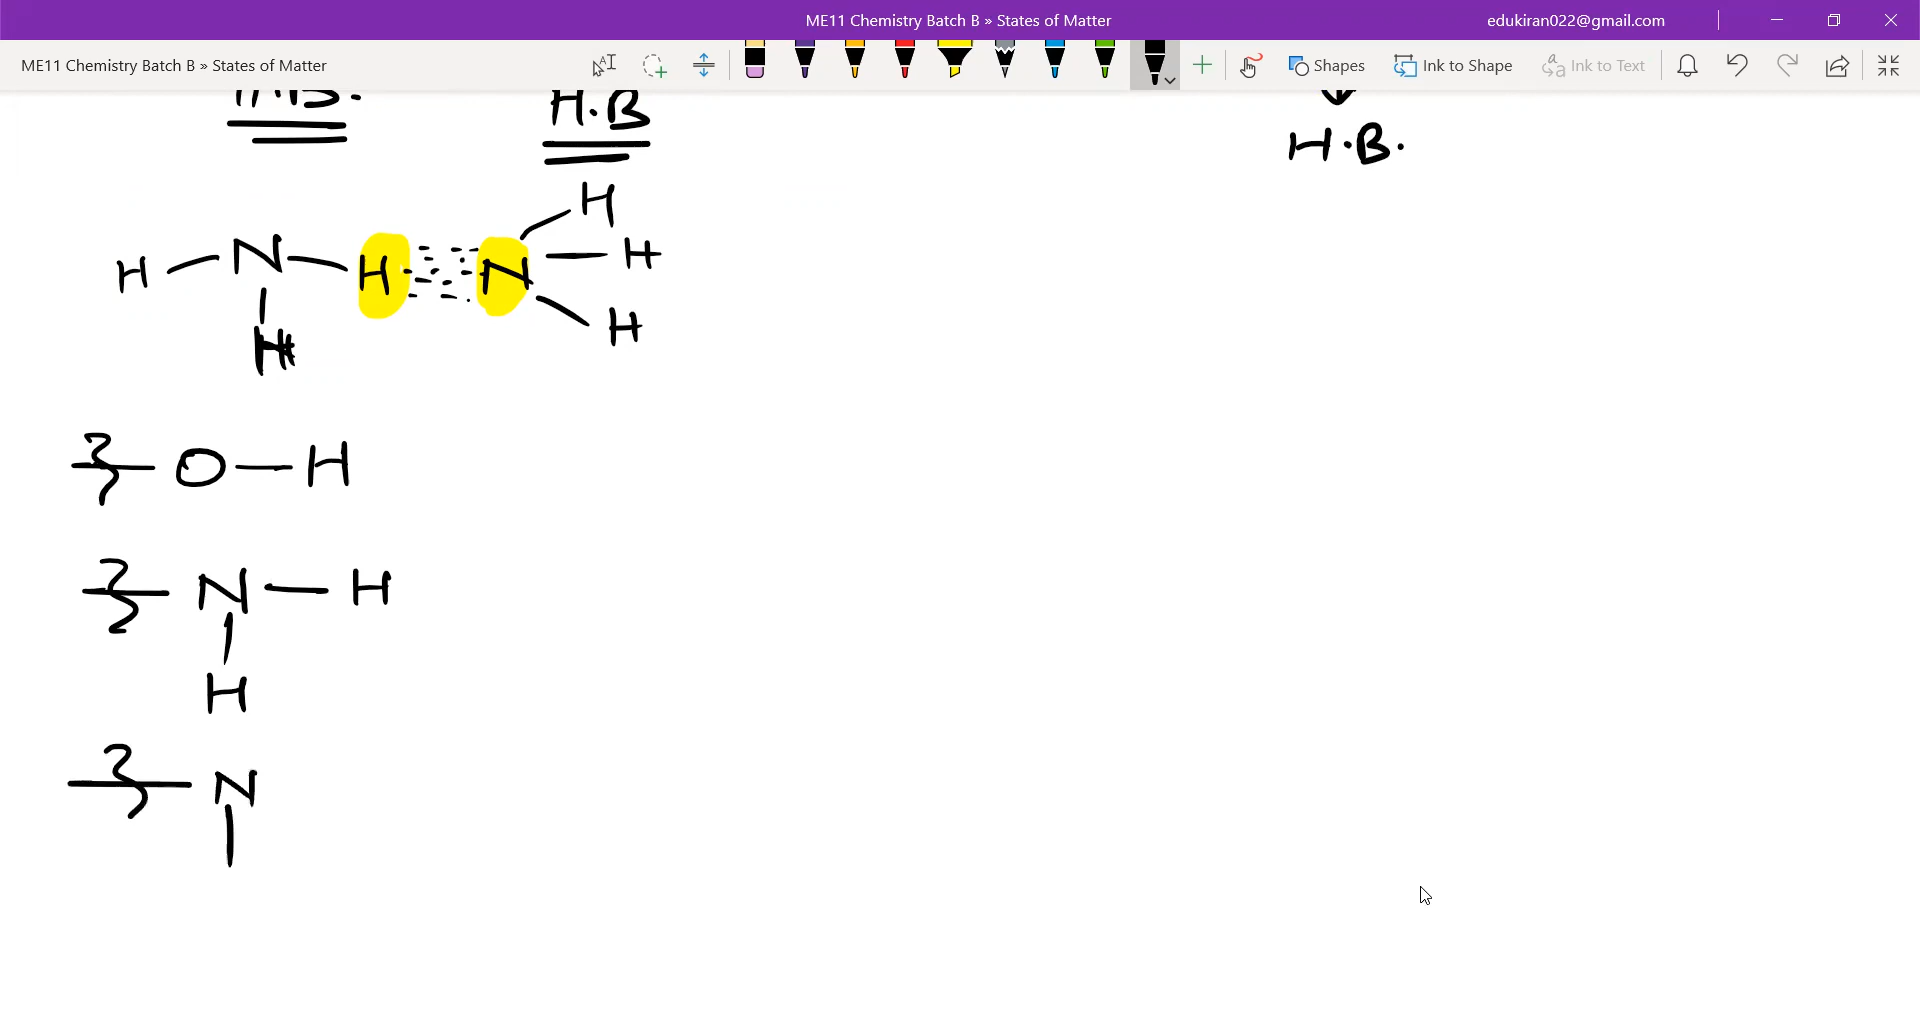 ME11 Chemistry Batch B » States of Matter
edukiran022@gmail.com
ME11 Chemistry Batch B » States of Matter
Shapes
Ink to Shape
Ink to Text
H.B
H.B.
H
H — N — H N — H
H
H
O — H
N — H
H
N